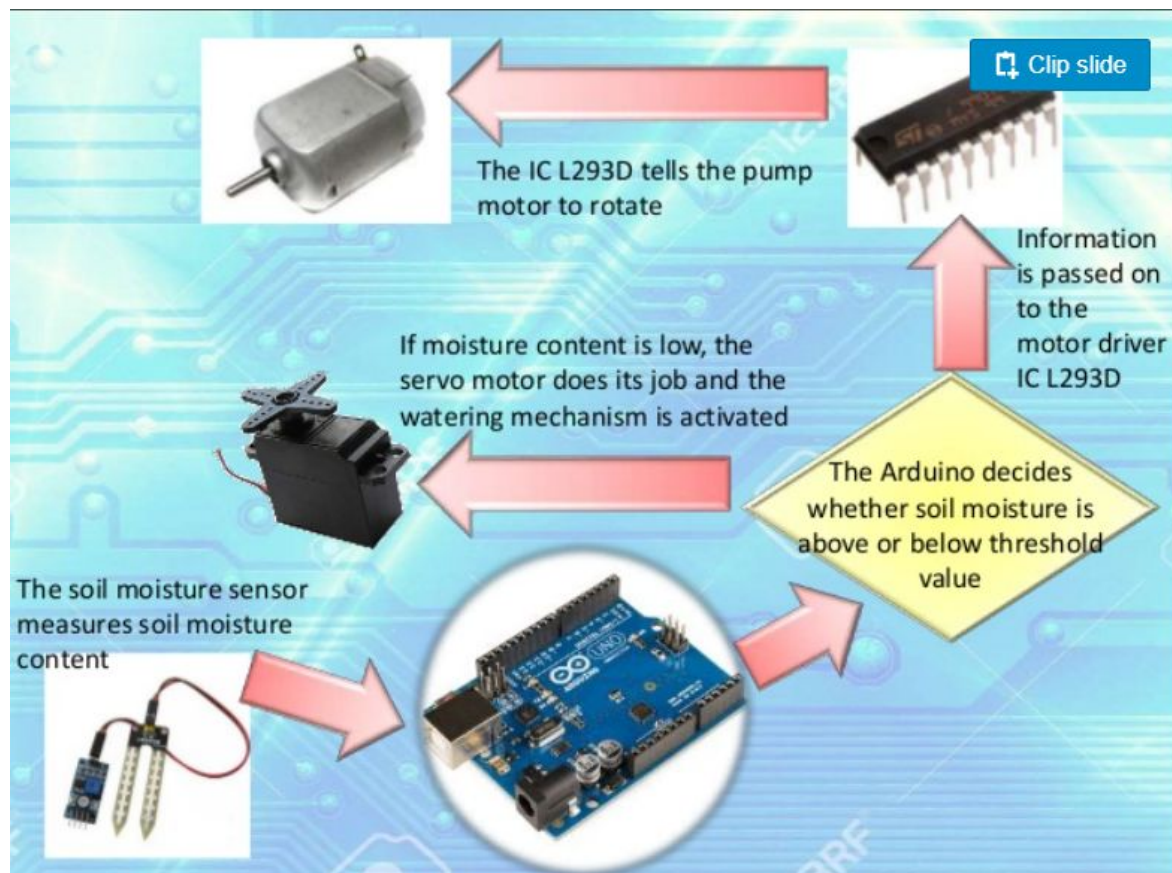 Clip slide
The IC L293D tells the pump
motor to rotate
Information
is passed on
to the
motor driver
IC L293D
If moisture content is low, the
servo motor does its job and the
watering mechanism is activated
The Arduino decides
whether soil moisture is
above or below threshold
value
The soil moisture sensor
measures soil moisture
content
UNO
ARDUINO